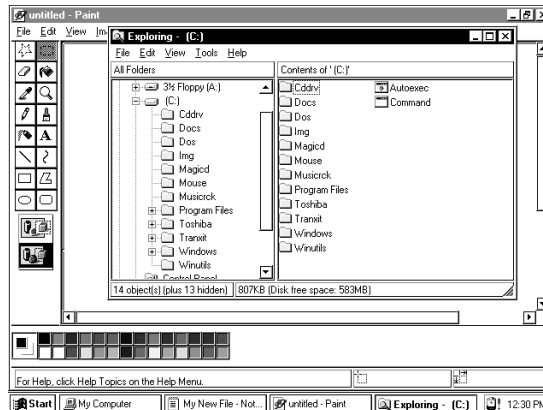 untitled - Paint
File Edit View Im
Exploring - (C:)
File Edit View Tools Help
All Folders
Contents of '(C:)'
3½ Floppy (A:)
(C:)
Cddrv
Docs
Dos
Img
Magicd
Mouse
Musicrck
Program Files
Toshiba
Tranxit
Windows
Winutils
Control Panel
Cddrv
Docs
Dos
Img
Magicd
Mouse
Musicrck
Program Files
Toshiba
Tranxit
Windows
Winutils
Autoexec
Command
14 object(s) (plus 13 hidden)
807KB (Disk free space: 583MB)
A
For Help, click Help Topics on the Help Menu.
Start
My Computer
My New File - Not...
untitled - Paint
Exploring - (C:)
12:30 PM